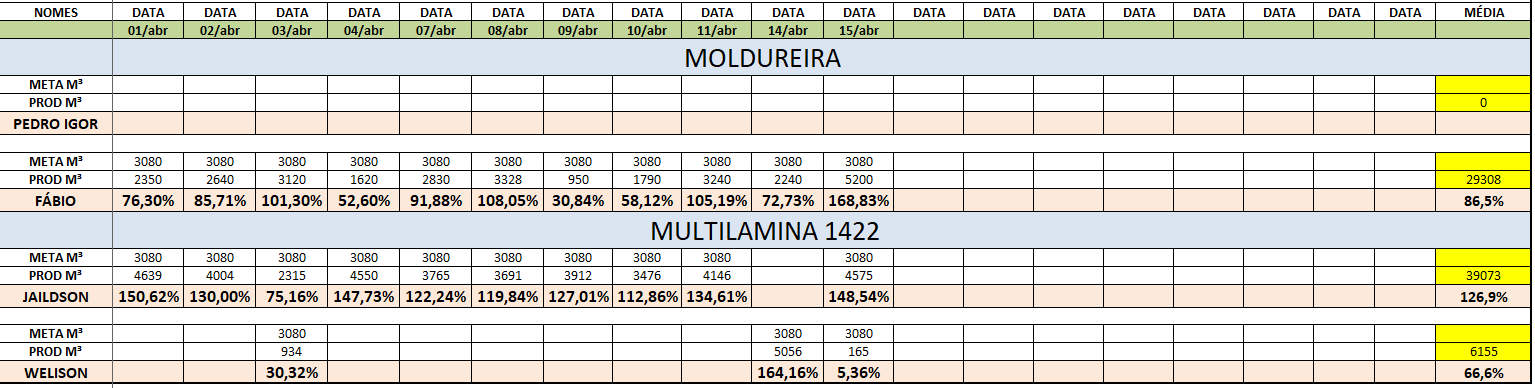 NOMES DATA DATA DATA DATA DATA DATA DATA DATA DATA DATA DATA DATA DATA DATA DATA DATA DATA DATA DATA MÉDIA
01/abr 02/abr 03/abr 04/abr 07/abr 08/abr 09/abr 10/abr 11/abr 14/abr 15/abr
MOLDUREIRA
META M³
PROD M³ 0
PEDRO IGOR
META M³ 3080 3080 3080 3080 3080 3080 3080 3080 3080 3080 3080
PROD M³ 2350 2640 3120 1620 2830 3328 950 1790 3240 2240 5200 29308
FÁBIO 76,30% 85,71% 101,30% 52,60% 91,88% 108,05% 30,84% 58,12% 105,19% 72,73% 168,83% 86,5%
MULTILAMINA 1422
META M³ 3080 3080 3080 3080 3080 3080 3080 3080 3080 3080
PROD M³ 4639 4004 2315 4550 3765 3691 3912 3476 4146 4575 39073
JAILDSON 150,62% 130,00% 75,16% 147,73% 122,24% 119,84% 127,01% 112,86% 134,61% 148,54% 126,9%
META M³ 3080 3080 3080
PROD M³ 934 5056 165 6155
WELISON 30,32% 164,16% 5,36% 66,6%